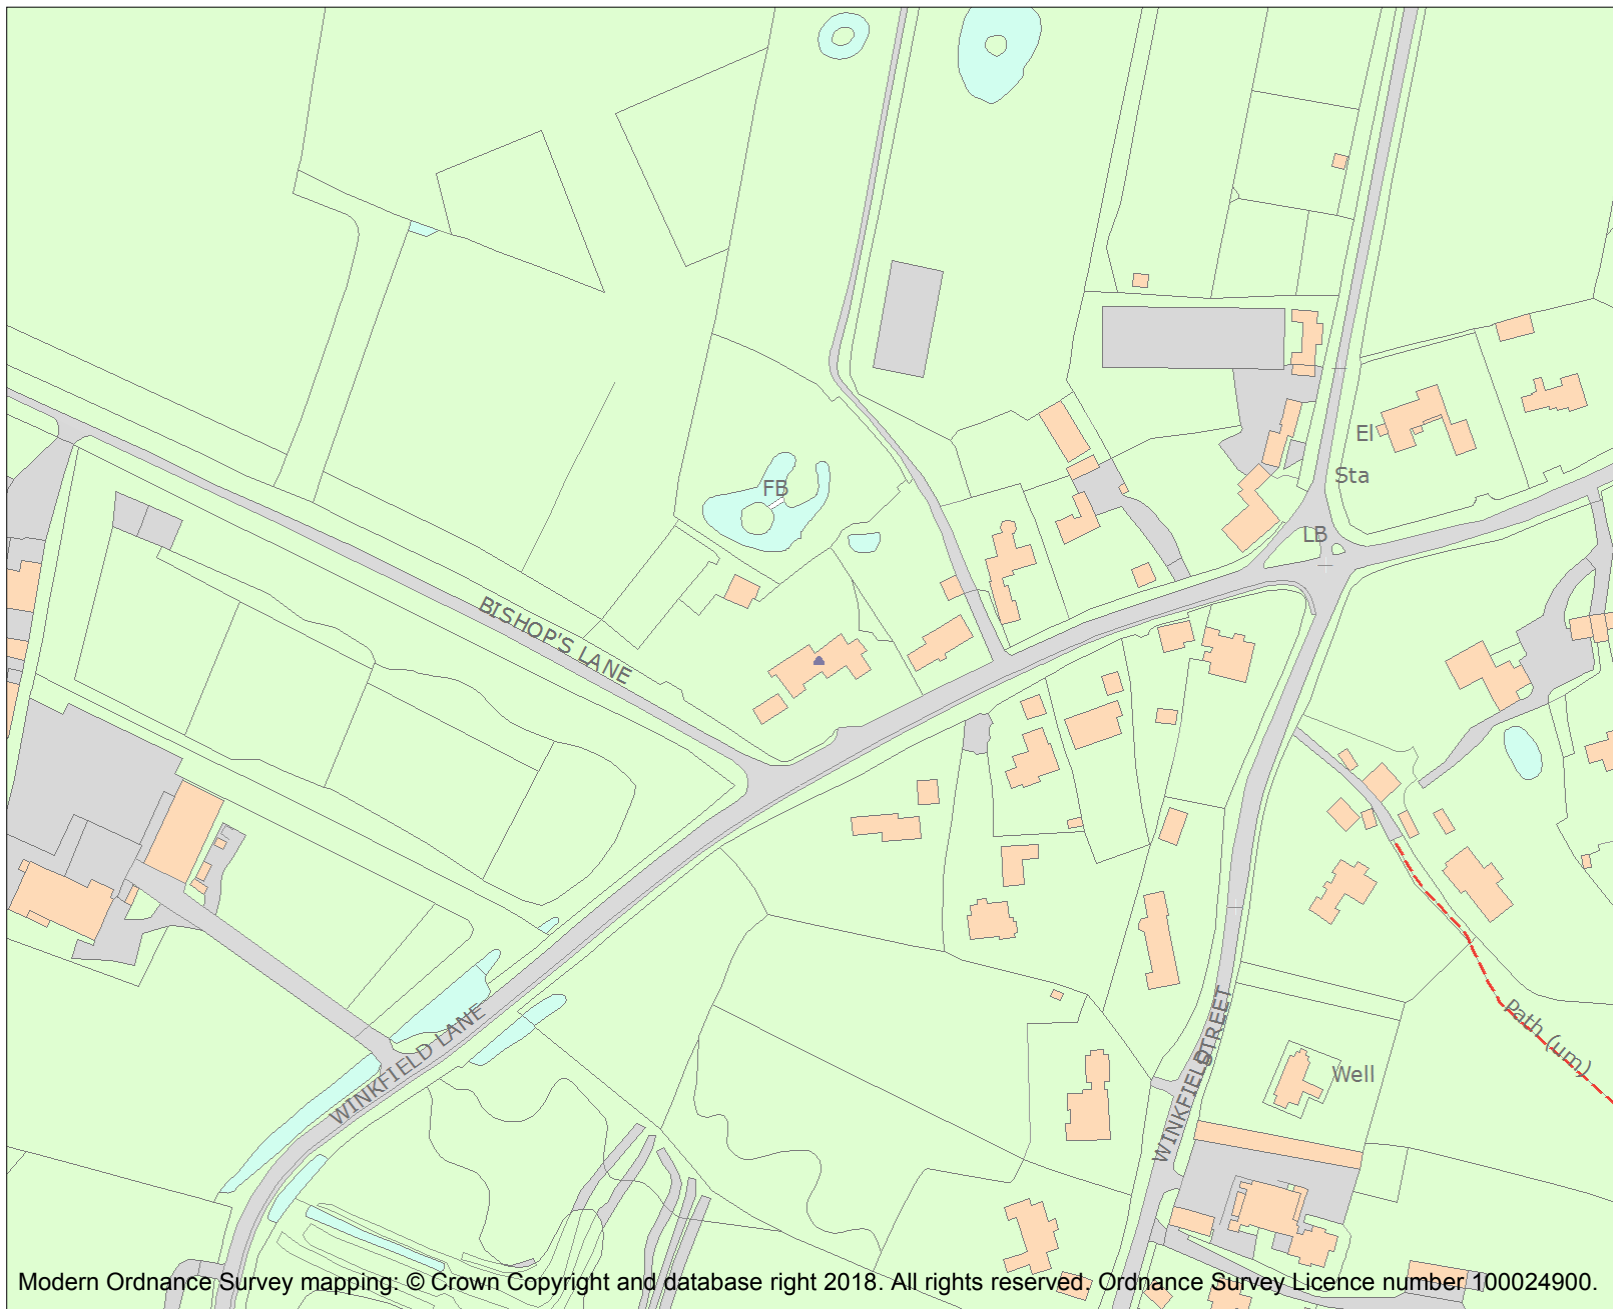 El
Sta
FB
LB
BISHOP'S LANE
WINKFIELD LANE
WINKFIELD
STREET
Path (um)
Well
Modern Ordnance Survey mapping: © Crown Copyright and database right 2018. All rights reserved. Ordnance Survey Licence number 100024900.